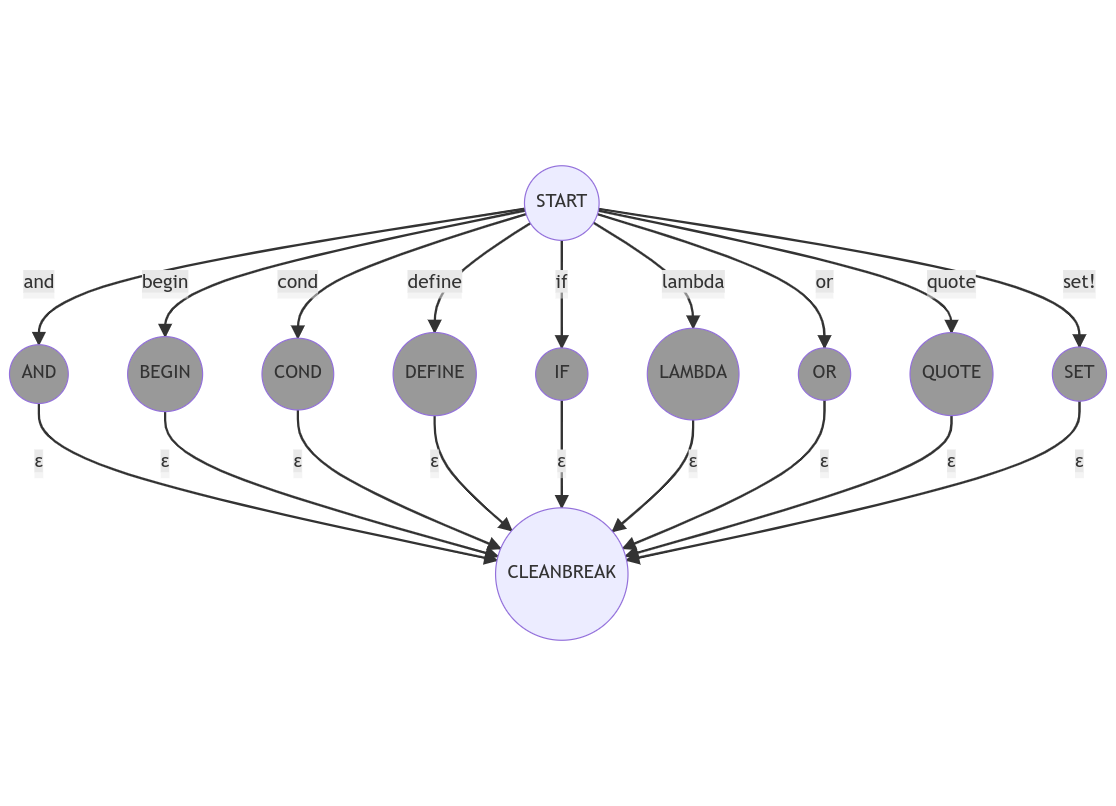 START
and
begin
cond
define
if
lambda
or
quote
set!
AND
BEGIN
COND
DEFINE
IF
LAMBDA
OR
QUOTE
SET
ε
ε
ε
ε
ε
ε
ε
ε
ε
CLEANBREAK